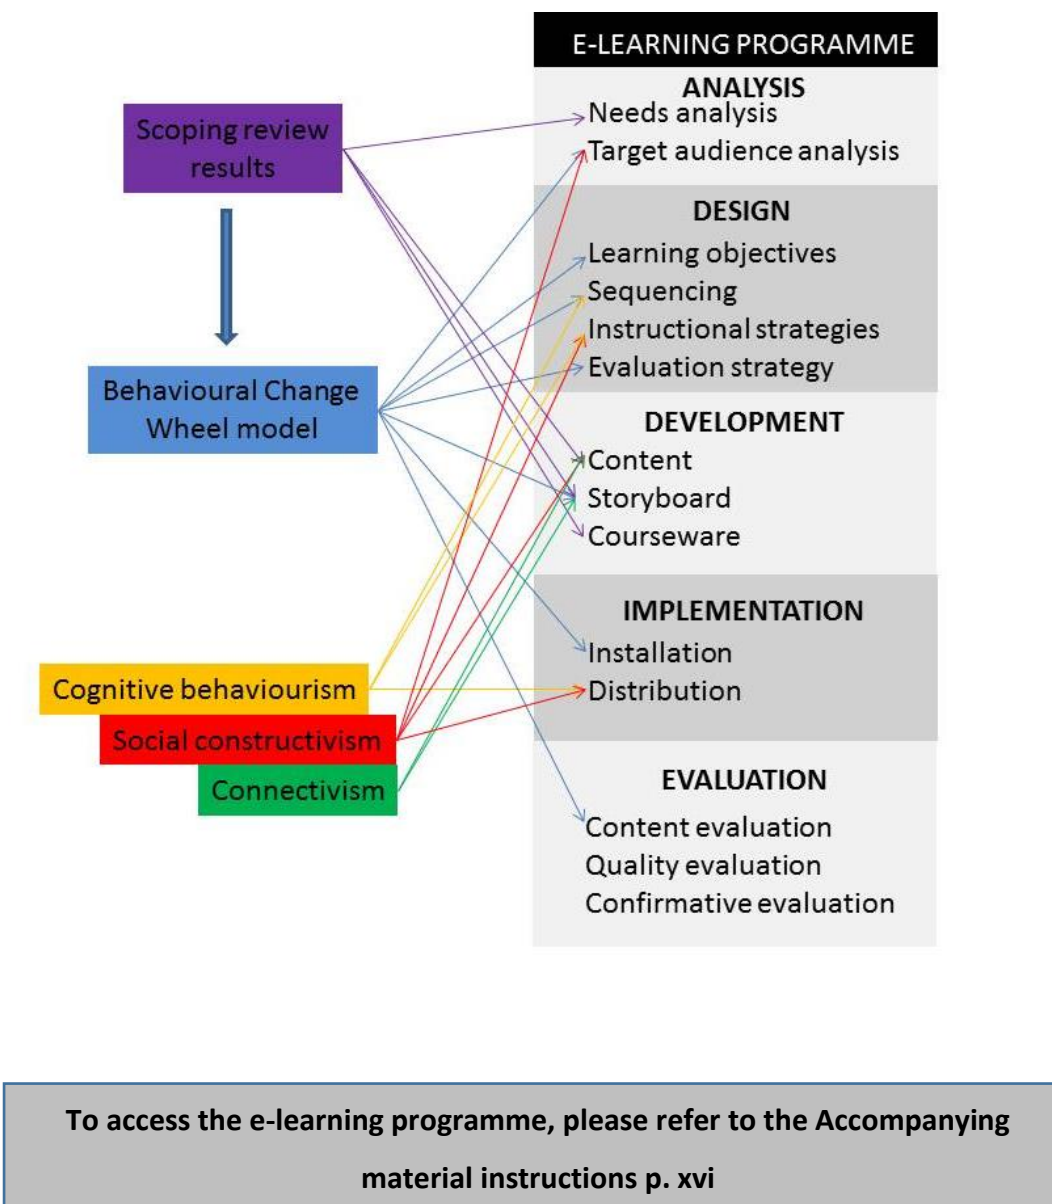 E-LEARNING PROGRAMME
ANALYSIS
Needs analysis
Target audience analysis
Scoping review
results
DESIGN
Learning objectives
Sequencing
Instructional strategies
Evaluation strategy
Behavioural Change
Wheel model
DEVELOPMENT
Content
Storyboard
Courseware
IMPLEMENTATION
Installation
Distribution
Cognitive behaviourism
Social constructivism
Connectivism
EVALUATION
Content evaluation
Quality evaluation
Confirmative evaluation
To access the e-learning programme, please refer to the Accompanying
material instructions p. xvi